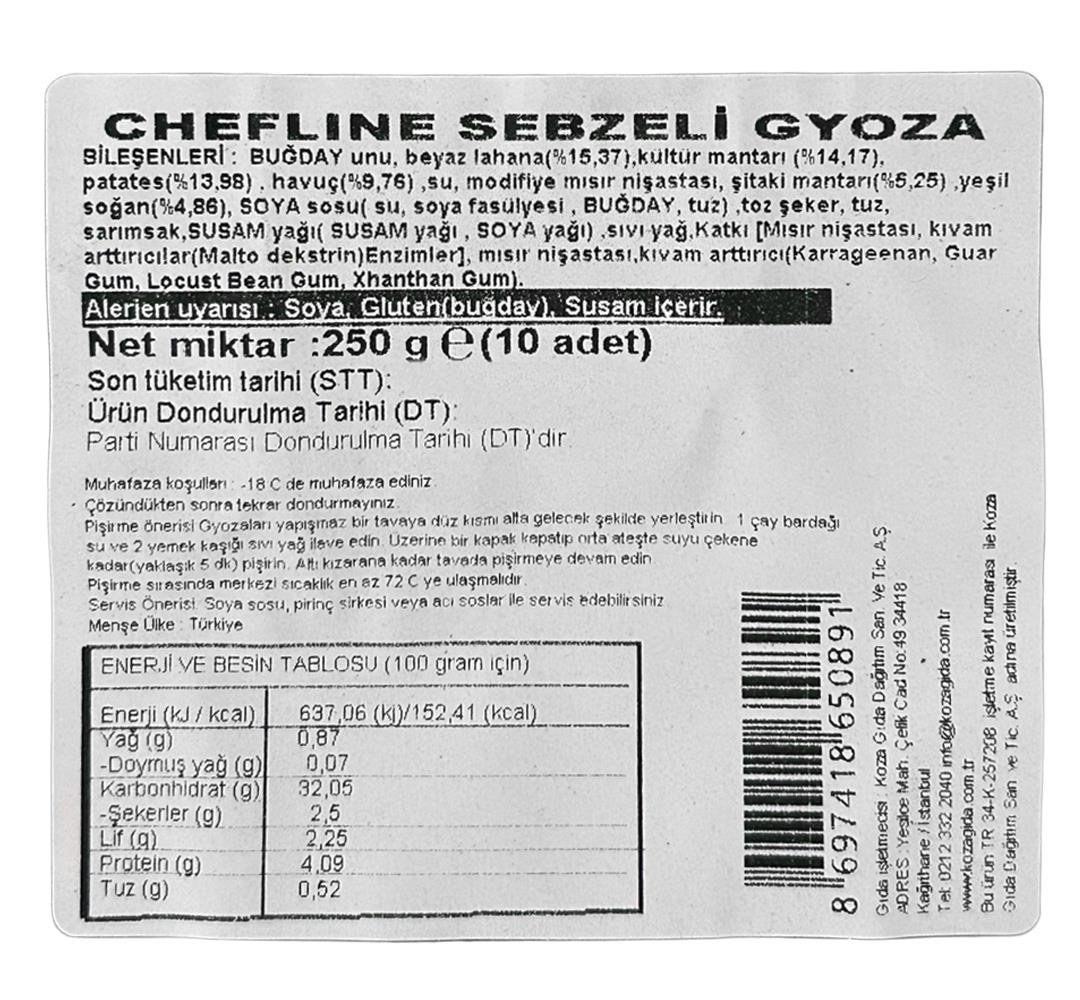 CHEFLINE SEBZELİ GYOZA
BİLEŞENLERİ : BUĞDAY unu, beyaz lahana(%15,37),kültür mantarı (%14,17),
patates(%13,98) , havuç(%9,76) ,su, modifiye mısır nişastası, şitaki mantarı(%5,25) ,yeşil
soğan(%4,86), SOYA sosu( su, soya fasülyesi , BUĞDAY, tuz) ,toz şeker, tuz,
sarımsak,SUSAM yağı( SUSAM yağı , SOYA yağı) ,sıvı yağ,Katkı [Mısır nişastası, kıvam
arttırıcılar(Malto dekstrin)Enzimler], mısır nişastası,kıvam arttırıcı(Karrageenan, Guar
Gum, Locust Bean Gum, Xhanthan Gum).
Alerjen uyarısı : Soya, Gluten(buğday), Susam içerir.
Net miktar :250 g ℮(10 adet)
Son tüketim tarihi (STT):
Ürün Dondurulma Tarihi (DT):
Parti Numarası Dondurulma Tarihi (DT)'dir.
Muhafaza koşulları : -18 C de muhafaza ediniz.
Çözündükten sonra tekrar dondurmayınız.
Pişirme önerisi Gyozaları yapışmaz bir tavaya düz kısmı alta gelecek şekilde yerleştirin. 1 çay bardağı
su ve 2 yemek kaşığı sıvı yağ ilave edin. Üzerine bir kapak kapatıp orta ateşte suyu çekene
kadar(yaklaşık 5 dk) pişirin. Altı kızarana kadar tavada pişirmeye devam edin.
Pişirme sırasında merkezi sıcaklık en az 72 C ye ulaşmalıdır.
Servis Önerisi. Soya sosu, pirinç sirkesi veya acı soslar ile servis edebilirsiniz
Menşe Ülke : Türkiye
ENERJİ VE BESİN TABLOSU (100 gram için)
Enerji (kJ / kcal) 637,06 (kj)/152,41 (kcal)
Yağ (g) 0,87
-Doymuş yağ (g) 0,07
Karbonhidrat (g) 32,05
-Şekerler (g) 2,5
Lif (g) 2,25
Protein (g) 4,09
Tuz (g) 0,52
8 697418 650891
Gıda işletmecisi : Koza Gıda Dağıtım San. Ve Tic. A.Ş
ADRES :Yeşilce Mah. Çelik Cad No:49 34418
Kağıthane / İstanbul
Tel: 0212 332 2040 info@kozagida.com.tr
www.kozagida.com.tr
Bu ürün TR 34-K-257208 işletme kayıt numarası ile Koza
Gıda Dağıtım San ve Tic. A.Ş adına üretilmiştir.